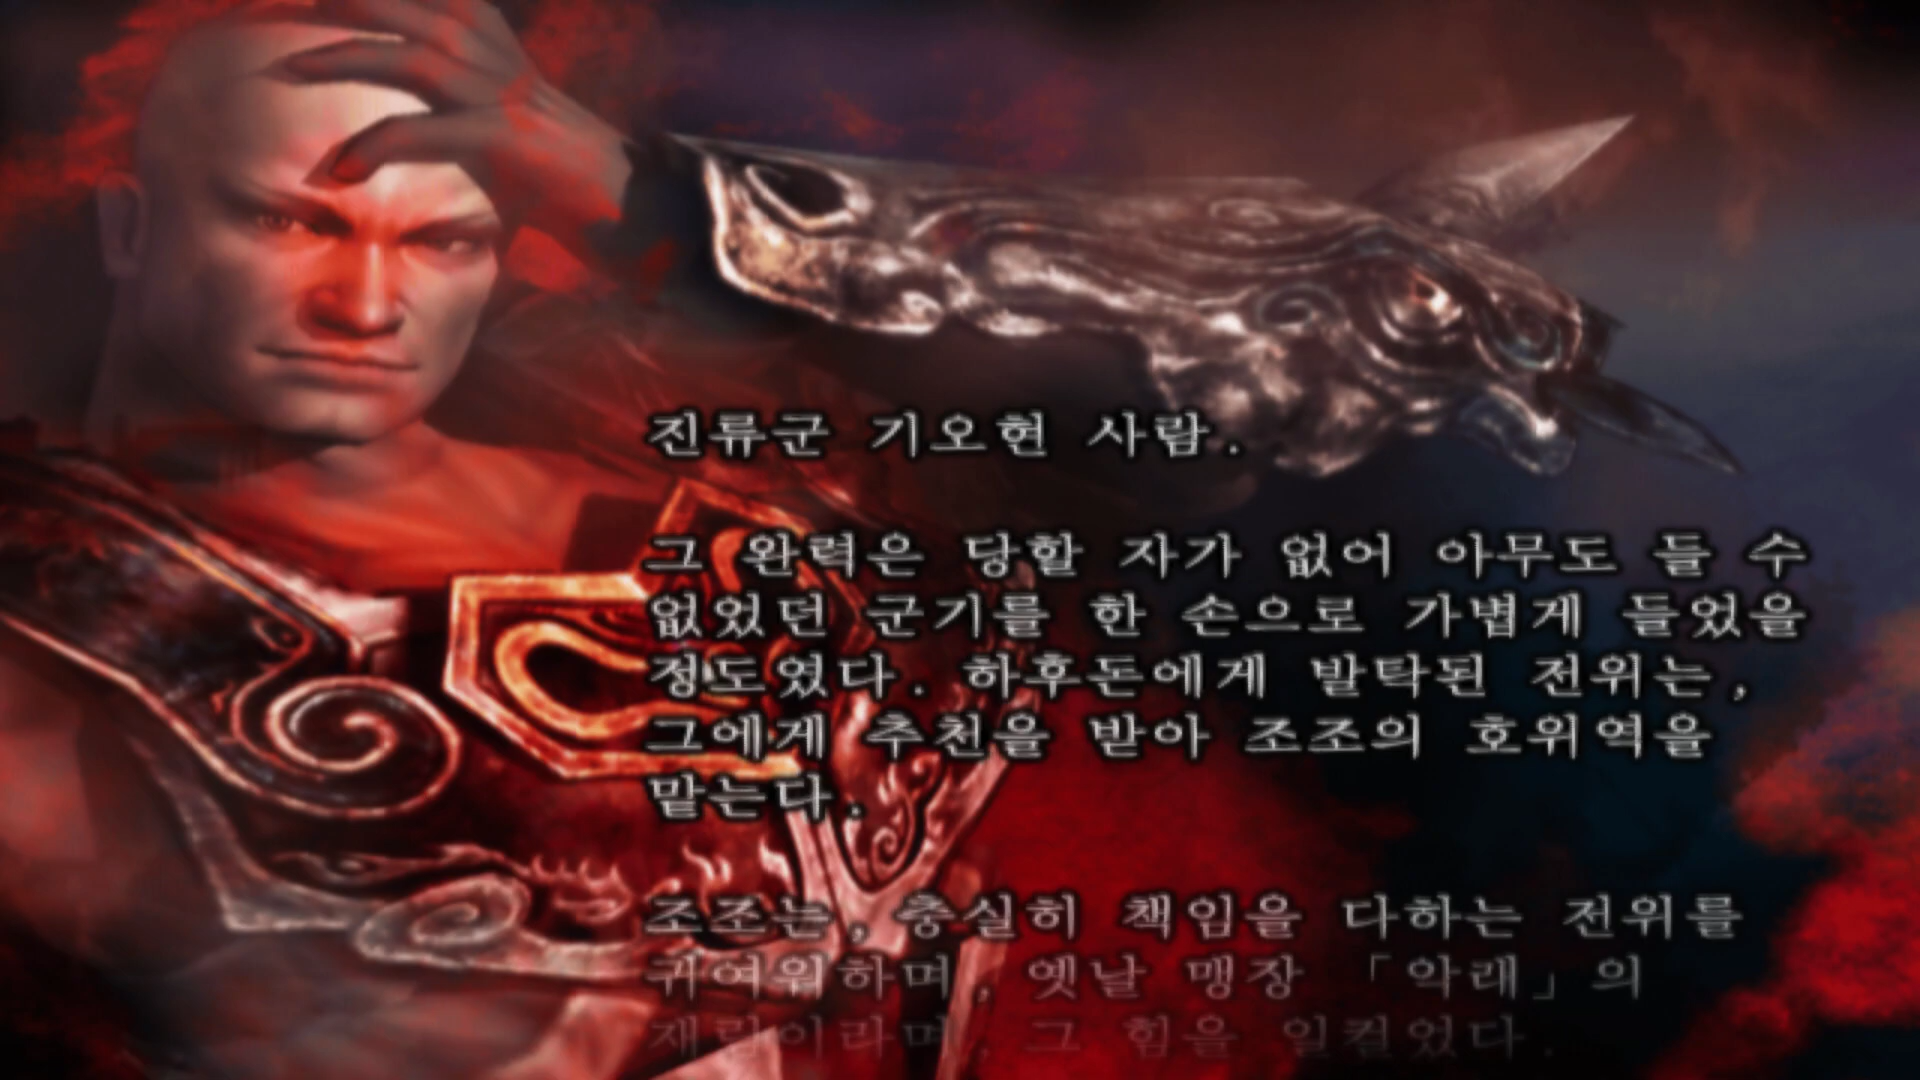 진류군 기오현 사람.
그 완력은 당할 자가 없어 아무도 들 수
없었던 군기를 한 손으로 가볍게 들었을
정도였다. 하후돈에게 발탁된 전위는,
그에게 추천을 받아 조조의 호위역을
맡는다.
조조는, 충실히 책임을 다하는 전위를
귀여워하며, 옛날 맹장 「악래」의
재림이라며, 그 힘을 일컬었다.